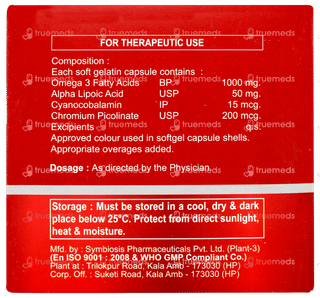 FOR THERAPEUTIC USE
Composition :
Each soft gelatin capsule contains :
Omega 3 Fatty Acids BP 1000 mg.
Alpha Lipoic Acid USP 50 mg.
Cyanocobalamin IP 15 mcg.
Chromium Picolinate USP 200 mcg.
Excipients q.s.
Approved colour used in softgel capsule shells.
Appropriate overages added.
Dosage : As directed by the Physician.
Storage : Must be stored in a cool, dry & dark
place below 25°C. Protect from direct sunlight,
heat & moisture.
Mfd. by : Symbiosis Pharmaceuticals Pvt. Ltd. (Plant-3)
(En ISO 9001 : 2008 & WHO GMP Compliant Co.)
Plant at : Trilokpur Road, Kala Amb - 173030 (HP)
Corp. Off. : Suketi Road, Kala Amb - 173030 (HP)
truemeds